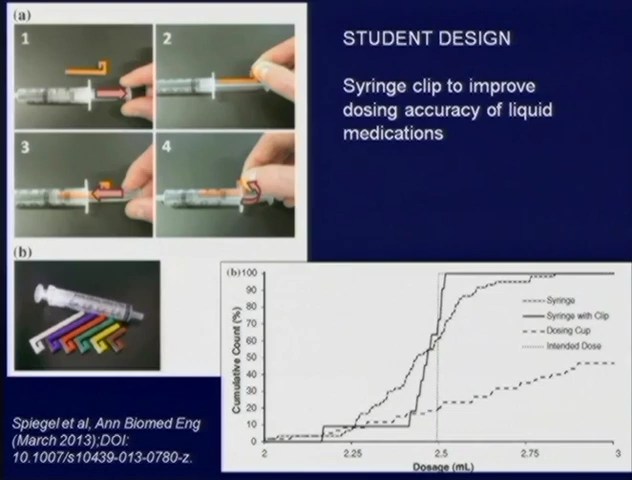 (a)
1
2
3
4
(b)
STUDENT DESIGN
Syringe clip to improve
dosing accuracy of liquid
medications
(b)
Cumulative Count (%)
100
90
80
70
60
50
40
30
20
10
0
2
2.25
2.5
2.75
3
Dosage (mL)
Syringe
Syringe with Clip
Dosing Cup
Intended Dose
Spiegel et al, Ann Biomed Eng
(March 2013);DOI:
10.1007/s10439-013-0780-z.